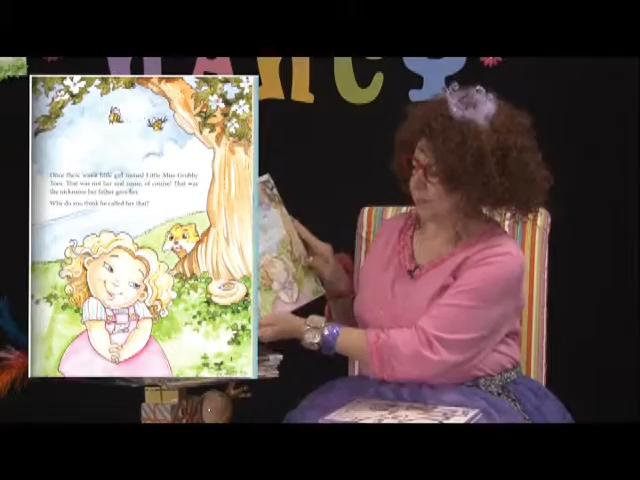 ANCY
Once there was a little girl named Little Miss Grubby
Toes. That was not her real name, of course! That was
the nickname her father gave her.
Why do you think he called her that?